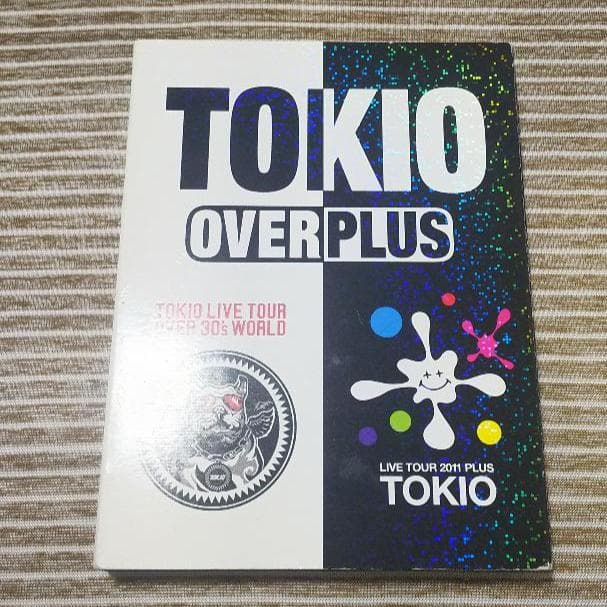 TOKIO
OVERPLUS
TOKIO LIVE TOUR
OVER 30's WORLD
LIVE TOUR 2011 PLUS
TOKIO